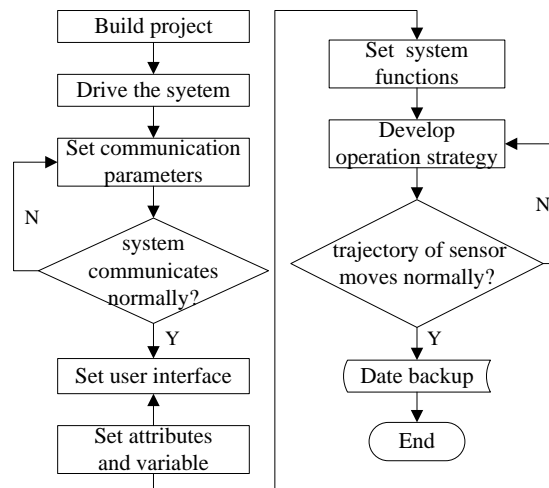 Build project
Drive the syetem
Set communication
parameters
N
system
communicates
normally?
Y
Set user interface
Set attributes
and variable
Set system
functions
Develop
operation strategy
N
trajectory of sensor
moves normally?
Y
Date backup
End